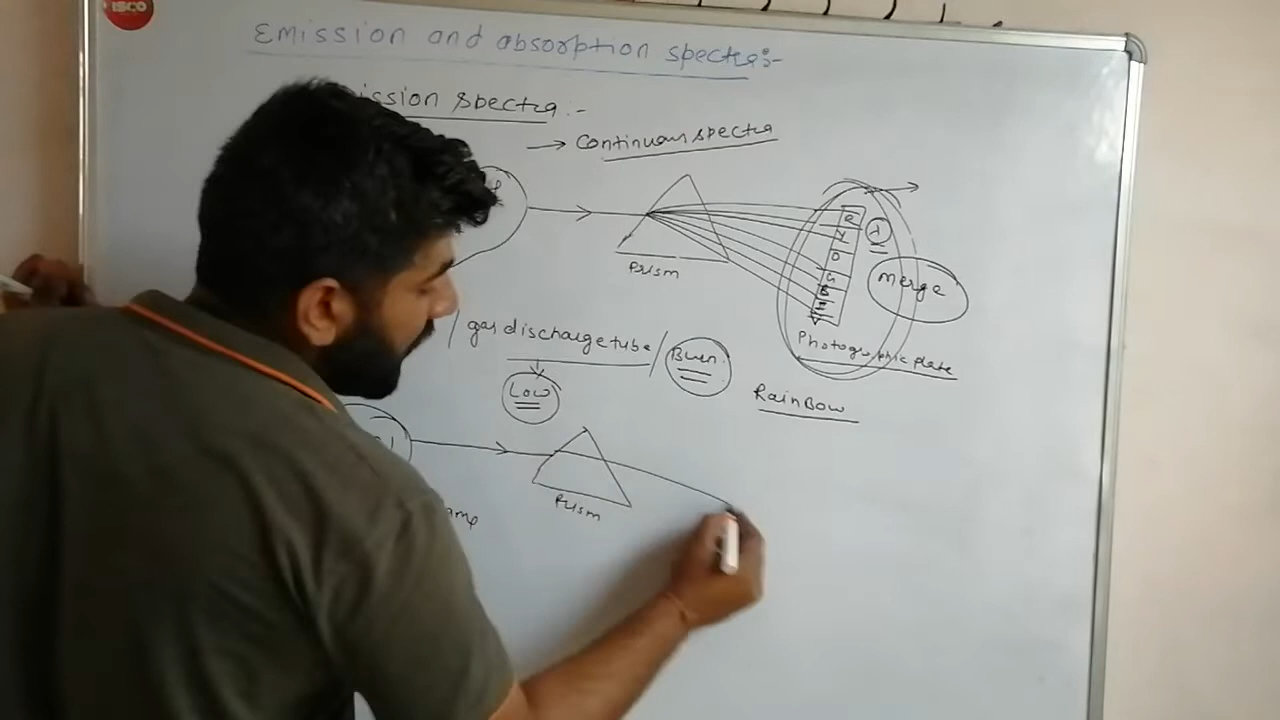 ISCO
Emission and absorption spectra:-
ission spectra :-
→ Continuous spectra
R
Y
O
G
B
λ
Merge
Prism
Photographic plate
/ gas discharge tube / Burn
Low
RainBow
Prism